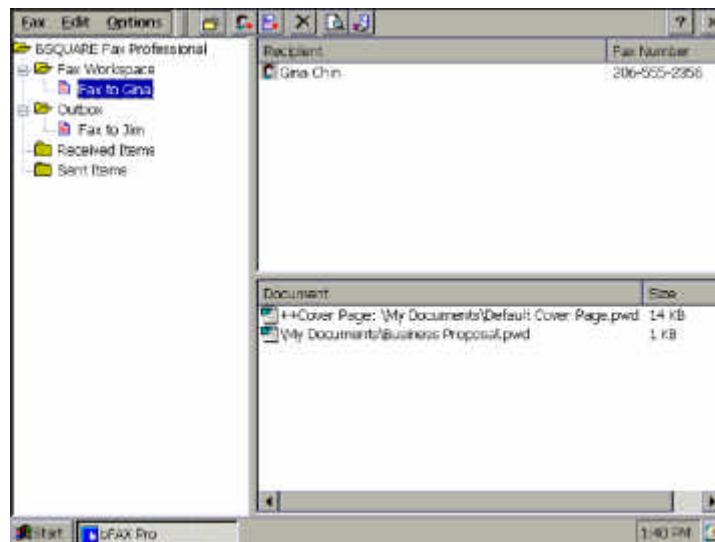 Fax Edit Options ?
BSQUARE Fax Professional
Fax Workspace
Fax to Gina
Outbox
Fax to Jim
Received Items
Sent Items
Recipient Fax Number
Gina Chin 206-555-2356
Document Size
++Cover Page: \My Documents\Default Cover Page.pwd 14 KB
\My Documents\Business Proposal.pwd 1 KB
Start bFAX Pro 1:40 PM